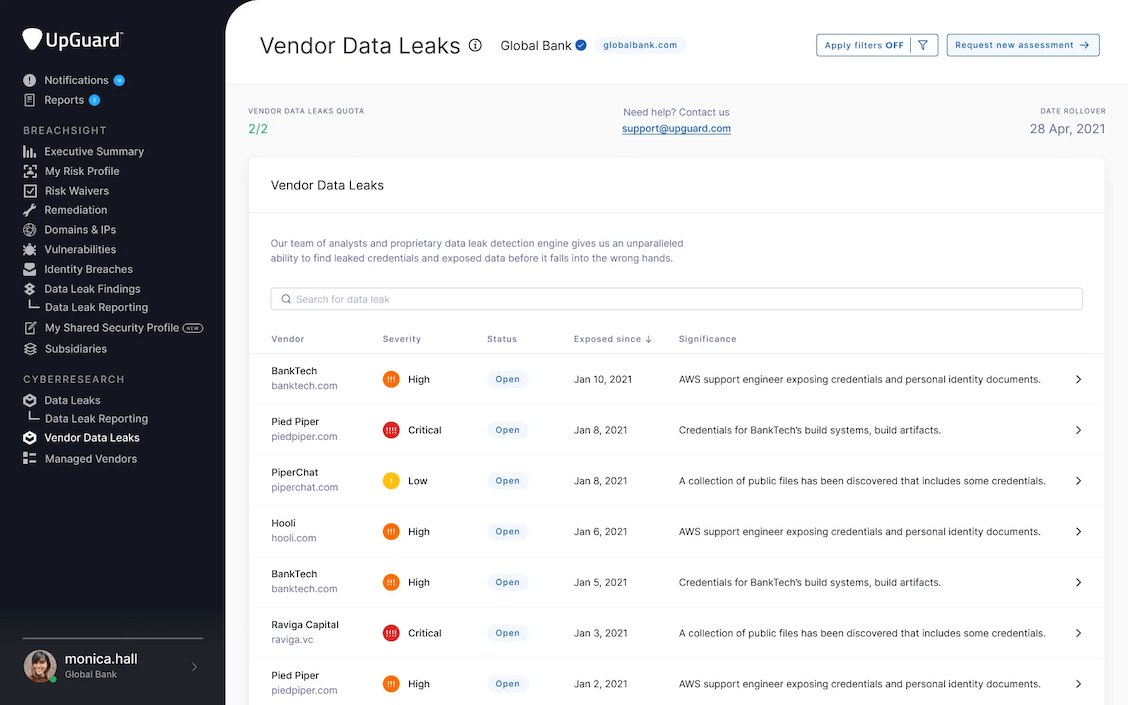 UpGuard
Notifications
Reports
BREACHSIGHT
Executive Summary
My Risk Profile
Risk Waivers
Remediation
Domains & IPs
Vulnerabilities
Identity Breaches
Data Leak Findings
Data Leak Reporting
My Shared Security Profile NEW
Subsidiaries
CYBERRESEARCH
Data Leaks
Data Leak Reporting
Vendor Data Leaks
Managed Vendors
monica.hall
Global Bank
Vendor Data Leaks Global Bank globalbank.com Apply filters OFF Request new assessment →
VENDOR DATA LEAKS QUOTA
2/2
Need help? Contact us
support@upguard.com
DATE ROLLOVER
28 Apr, 2021
Vendor Data Leaks
Our team of analysts and proprietary data leak detection engine gives us an unparalleled
ability to find leaked credentials and exposed data before it falls into the wrong hands.
Search for data leak
Vendor Severity Status Exposed since ↓ Significance
BankTech
banktech.com
!!! High Open Jan 10, 2021 AWS support engineer exposing credentials and personal identity documents.
Pied Piper
piedpiper.com
!!!! Critical Open Jan 8, 2021 Credentials for BankTech's build systems, build artifacts.
PiperChat
piperchat.com
! Low Open Jan 8, 2021 A collection of public files has been discovered that includes some credentials.
Hooli
hooli.com
!!! High Open Jan 6, 2021 AWS support engineer exposing credentials and personal identity documents.
BankTech
banktech.com
!!! High Open Jan 5, 2021 Credentials for BankTech's build systems, build artifacts.
Raviga Capital
raviga.vc
!!!! Critical Open Jan 3, 2021 A collection of public files has been discovered that includes some credentials.
Pied Piper
piedpiper.com
!!! High Open Jan 2, 2021 AWS support engineer exposing credentials and personal identity documents.